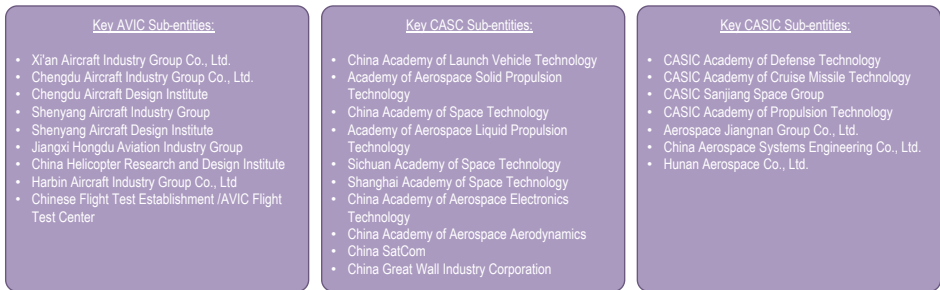 Key AVIC Sub-entities:
• Xi'an Aircraft Industry Group Co., Ltd.
• Chengdu Aircraft Industry Group Co., Ltd.
• Chengdu Aircraft Design Institute
• Shenyang Aircraft Industry Group
• Shenyang Aircraft Design Institute
• Jiangxi Hongdu Aviation Industry Group
• China Helicopter Research and Design Institute
• Harbin Aircraft Industry Group Co., Ltd
• Chinese Flight Test Establishment /AVIC Flight
Test Center
Key CASC Sub-entities:
• China Academy of Launch Vehicle Technology
• Academy of Aerospace Solid Propulsion
Technology
• China Academy of Space Technology
• Academy of Aerospace Liquid Propulsion
Technology
• Sichuan Academy of Space Technology
• Shanghai Academy of Space Technology
• China Academy of Aerospace Electronics
Technology
• China Academy of Aerospace Aerodynamics
• China SatCom
• China Great Wall Industry Corporation
Key CASIC Sub-entities:
• CASIC Academy of Defense Technology
• CASIC Academy of Cruise Missile Technology
• CASIC Sanjiang Space Group
• CASIC Academy of Propulsion Technology
• Aerospace Jiangnan Group Co., Ltd.
• China Aerospace Systems Engineering Co., Ltd.
• Hunan Aerospace Co., Ltd.